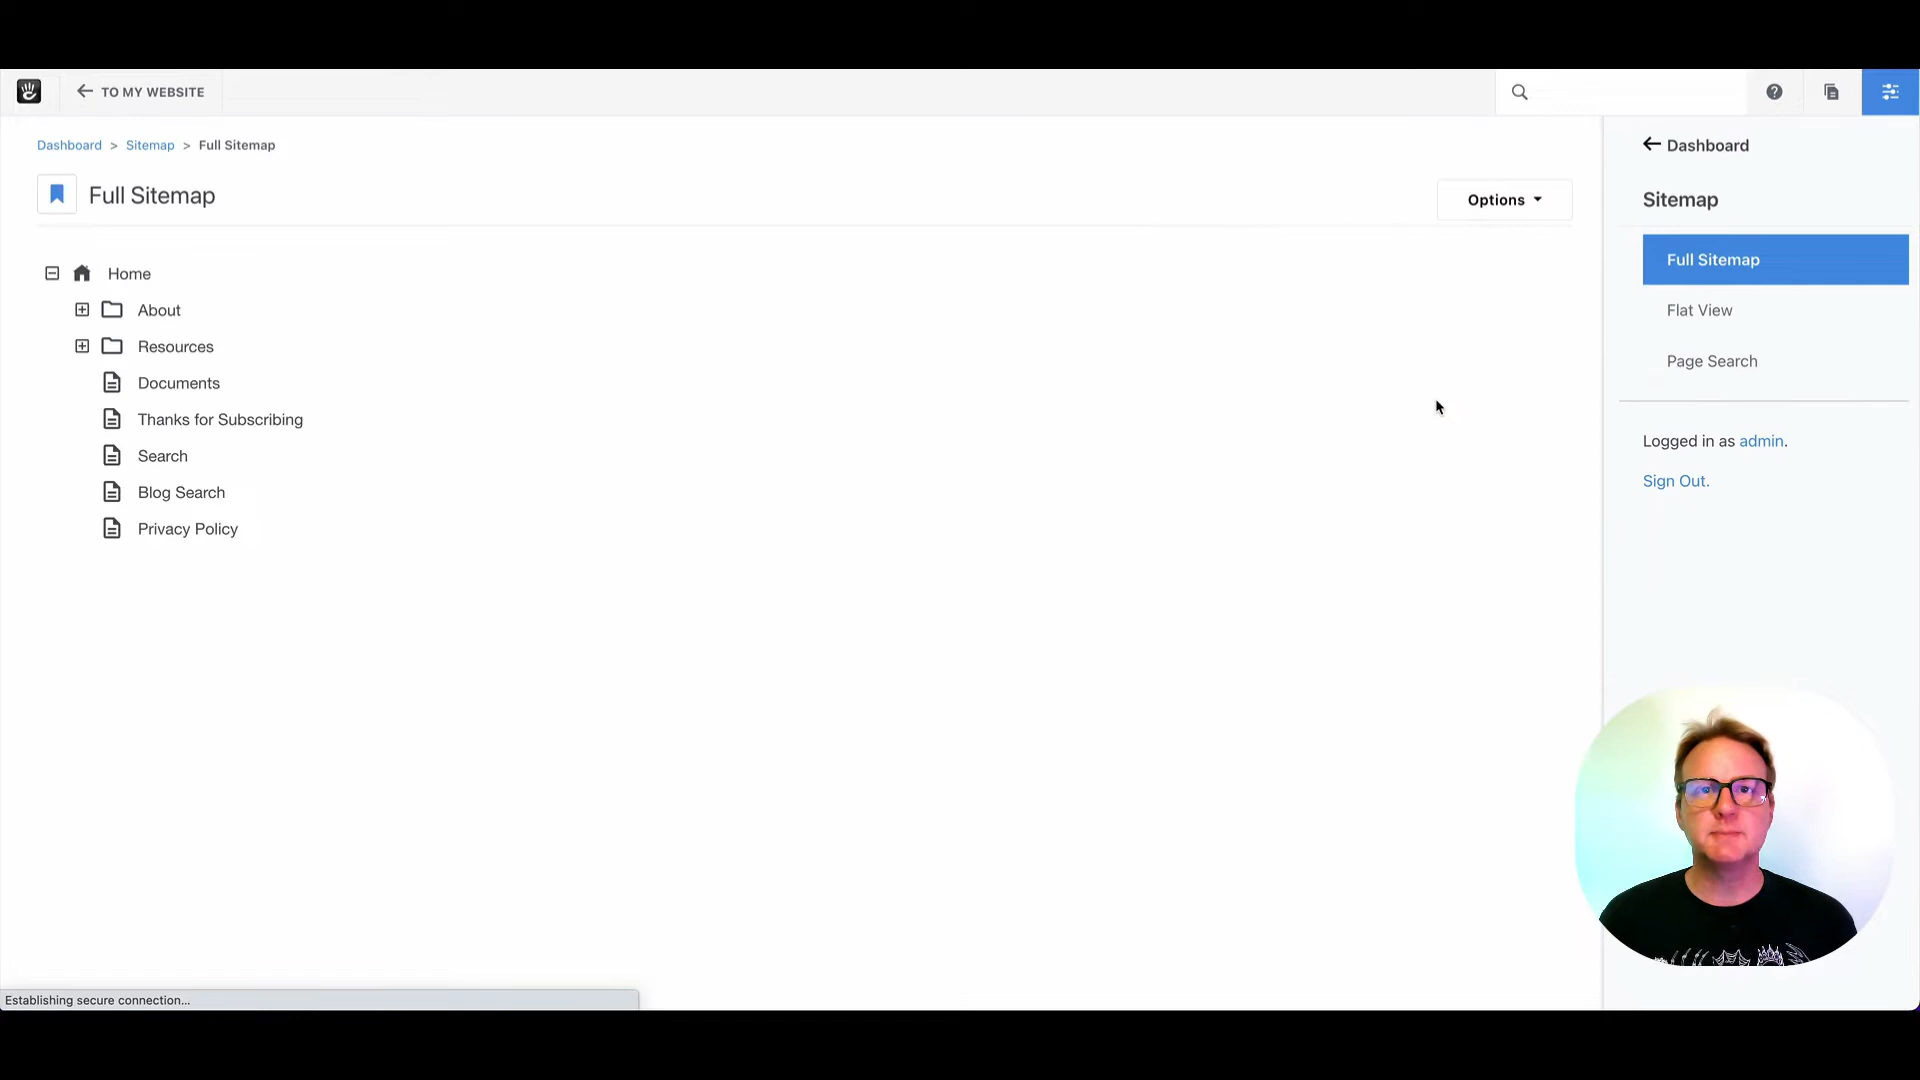 TO MY WEBSITE
Dashboard > Sitemap > Full Sitemap
Full Sitemap
Options
Home
About
Resources
Documents
Thanks for Subscribing
Search
Blog Search
Privacy Policy
Dashboard
Sitemap
Full Sitemap
Flat View
Page Search
Logged in as admin.
Sign Out.
Establishing secure connection...